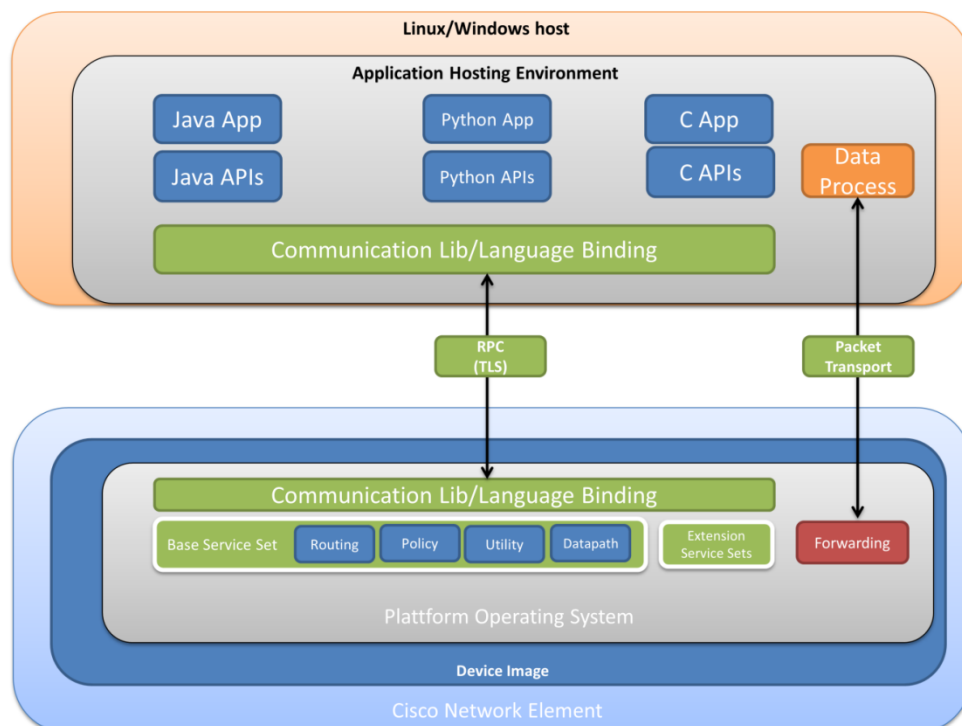 Linux/Windows host
Application Hosting Environment
Java App
Python App
C App
Java APIs
Python APIs
C APIs
Data
Process
Communication Lib/Language Binding
RPC
(TLS)
Packet
Transport
Communication Lib/Language Binding
Base Service Set
Routing
Policy
Utility
Datapath
Extension
Service Sets
Forwarding
Plattform Operating System
Device Image
Cisco Network Element